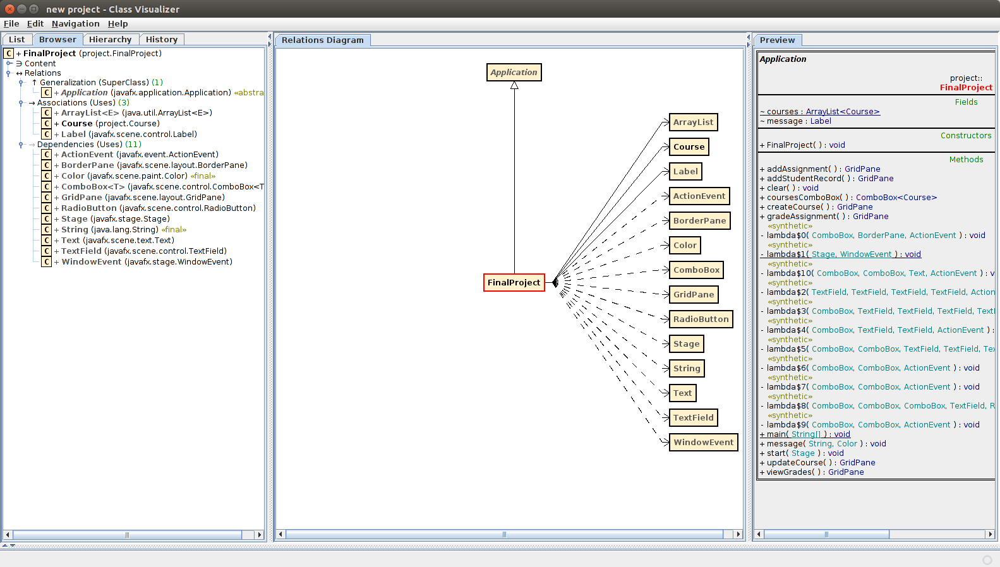 new project - Class Visualizer
File Edit Navigation Help
List Browser Hierarchy History
C + FinalProject (project.FinalProject)
∋ Content
↔ Relations
↑ Generalization (SuperClass) (1)
C + Application (javafx.application.Application) «abstra
→ Associations (Uses) (3)
C + ArrayList<E> (java.util.ArrayList<E>)
C + Course (project.Course)
C + Label (javafx.scene.control.Label)
→ Dependencies (Uses) (11)
C + ActionEvent (javafx.event.ActionEvent)
C + BorderPane (javafx.scene.layout.BorderPane)
C + Color (javafx.scene.paint.Color) «final»
C + ComboBox<T> (javafx.scene.control.ComboBox<T
C + GridPane (javafx.scene.layout.GridPane)
C + RadioButton (javafx.scene.control.RadioButton)
C + Stage (javafx.stage.Stage)
C + String (java.lang.String) «final»
C + Text (javafx.scene.text.Text)
C + TextField (javafx.scene.control.TextField)
C + WindowEvent (javafx.stage.WindowEvent)
Relations Diagram
Application
FinalProject
ArrayList
Course
Label
ActionEvent
BorderPane
Color
ComboBox
GridPane
RadioButton
Stage
String
Text
TextField
WindowEvent
Preview
Application
project::
FinalProject
Fields
~ courses : ArrayList<Course>
~ message : Label
Constructors
+ FinalProject( ) : void
Methods
+ addAssignment( ) : GridPane
+ addStudentRecord( ) : GridPane
+ clear( ) : void
+ coursesComboBox( ) : ComboBox<Course>
+ createCourse( ) : GridPane
+ gradeAssignment( ) : GridPane
«synthetic»
- lambda$0( ComboBox, BorderPane, ActionEvent ) : void
«synthetic»
- lambda$1( Stage, WindowEvent ) : void
«synthetic»
- lambda$10( ComboBox, ComboBox, Text, ActionEvent ) : v
«synthetic»
- lambda$2( TextField, TextField, TextField, TextField, Action
«synthetic»
- lambda$3( ComboBox, TextField, TextField, TextField, Text
«synthetic»
- lambda$4( ComboBox, TextField, TextField, ActionEvent ) :
«synthetic»
- lambda$5( ComboBox, ComboBox, TextField, TextField, Tex
«synthetic»
- lambda$6( ComboBox, ComboBox, ActionEvent ) : void
«synthetic»
- lambda$7( ComboBox, ComboBox, ActionEvent ) : void
«synthetic»
- lambda$8( ComboBox, ComboBox, ComboBox, TextField, R
«synthetic»
- lambda$9( ComboBox, ComboBox, ActionEvent ) : void
+ main( String[] ) : void
+ message( String, Color ) : void
+ start( Stage ) : void
+ updateCourse( ) : GridPane
+ viewGrades( ) : GridPane